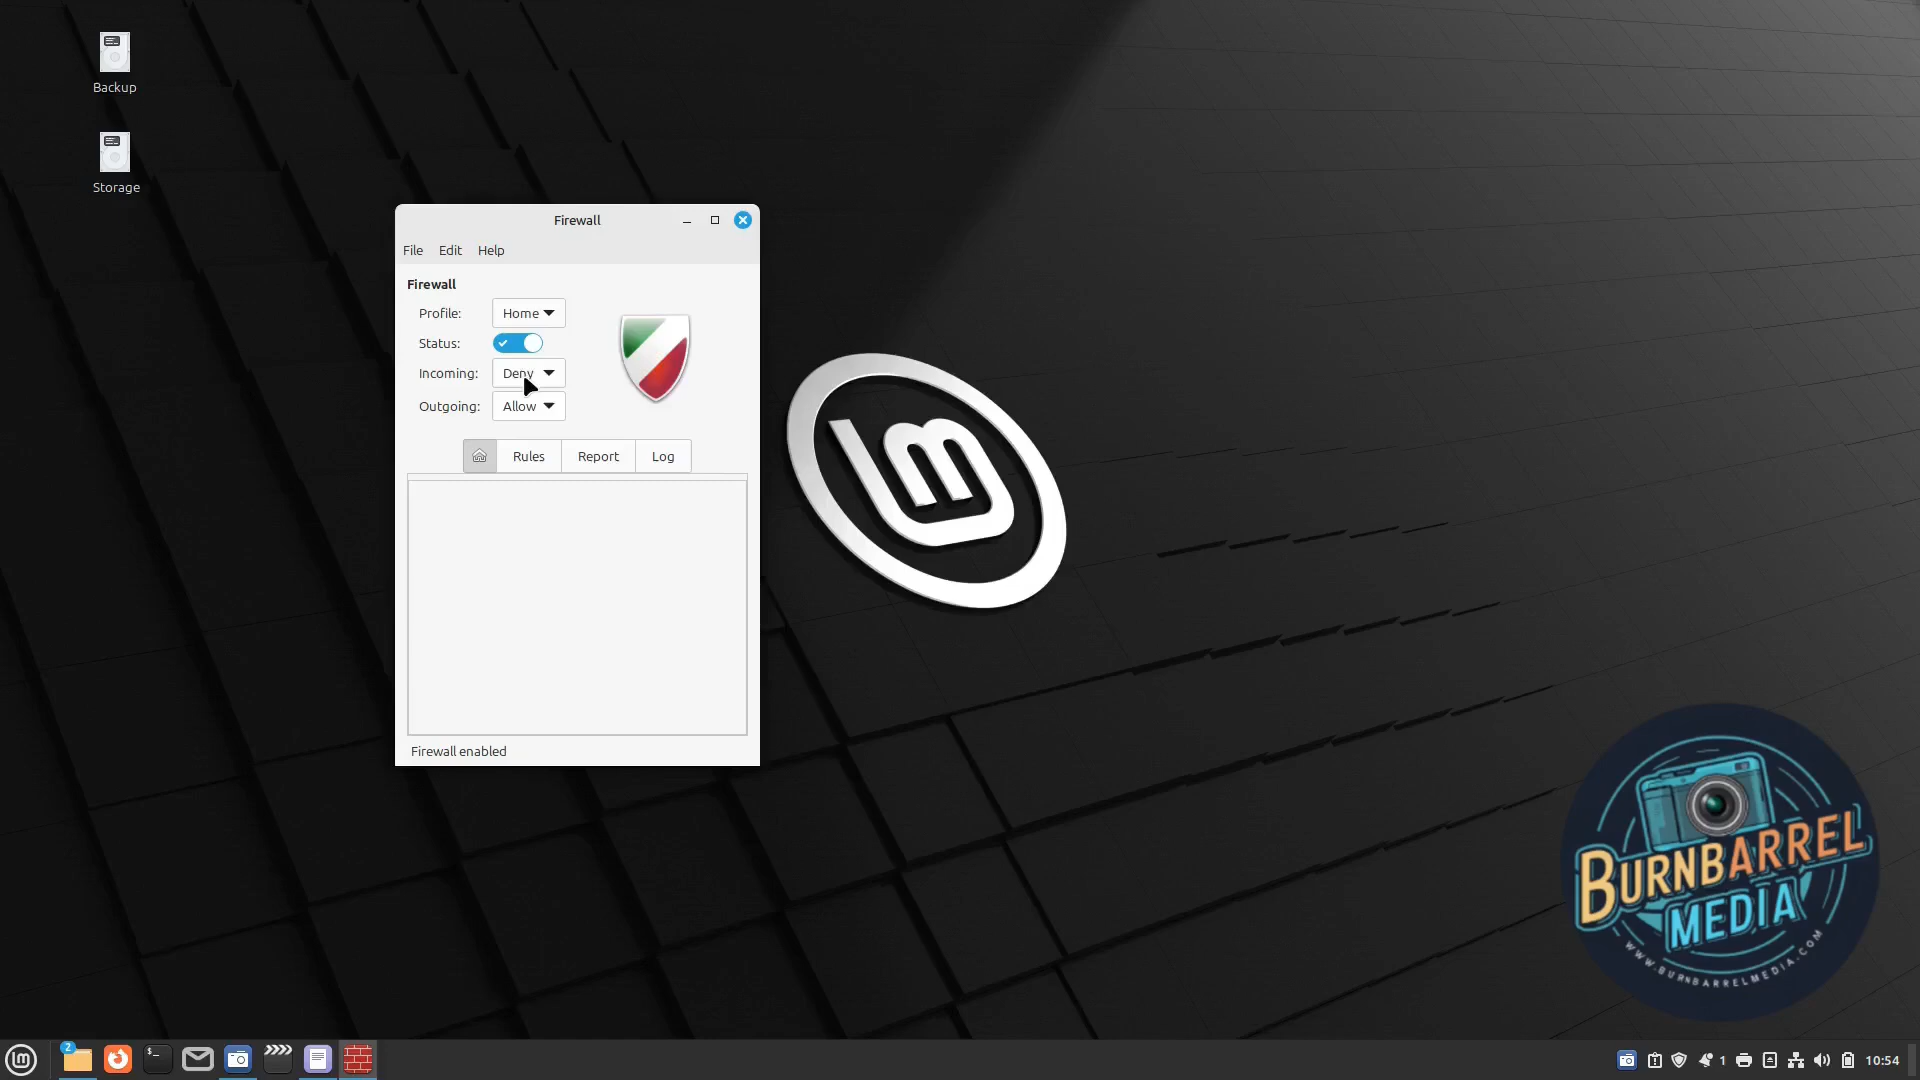 Backup
Storage
Firewall
File Edit Help
Firewall
Profile: Home
Status:
Incoming: Deny
Outgoing: Allow
Rules Report Log
Firewall enabled
BURNBARREL
MEDIA
WWW.BURNBARRELMEDIA.COM
2
1
10:54